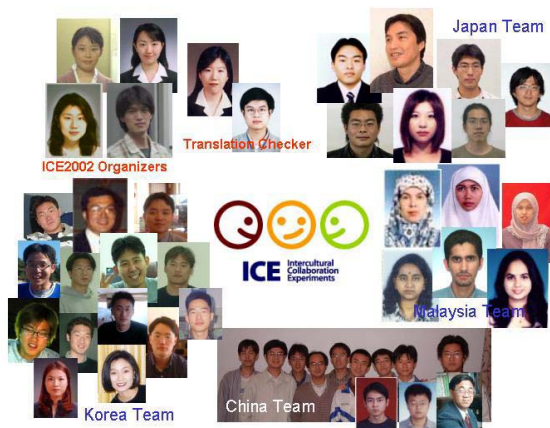 Japan Team
Translation Checker
ICE2002 Organizers
ICE
Intercultural
Collaboration
Experiments
Malaysia Team
China Team
Korea Team